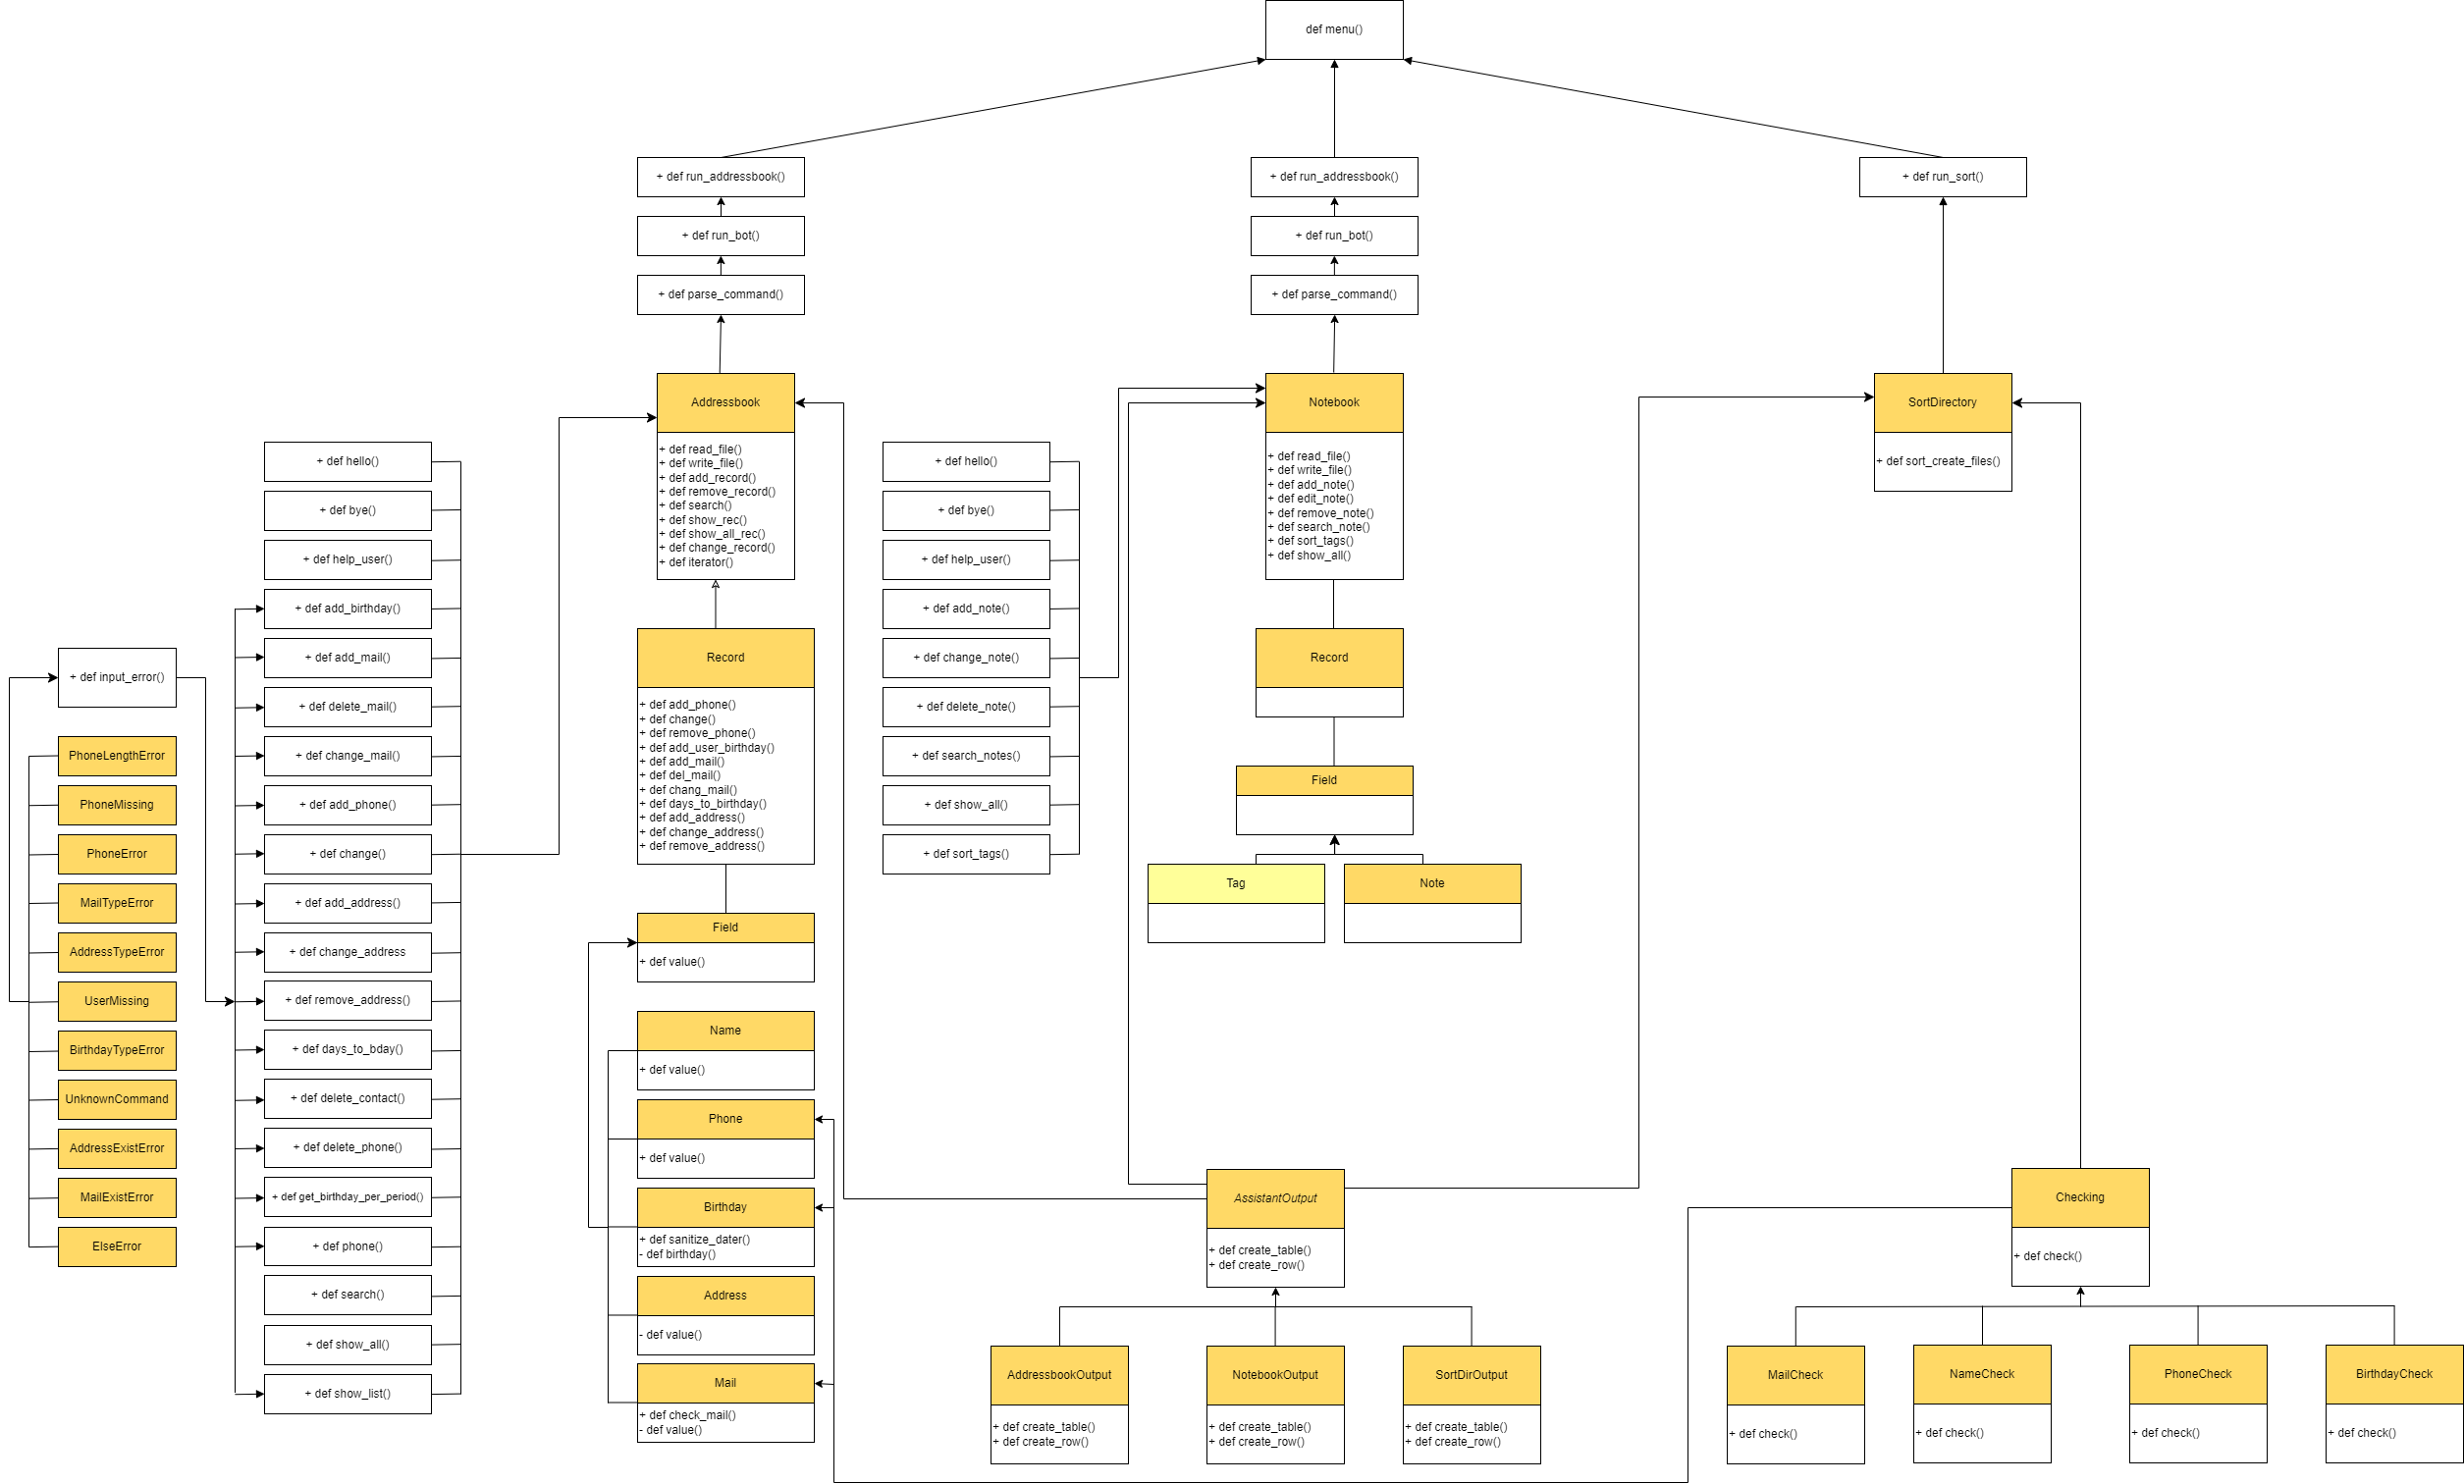 def menu()
+ def run_addressbook()
+ def run_bot()
+ def parse_command()
+ def run_addressbook()
+ def run_bot()
+ def parse_command()
+ def run_sort()
Addressbook
+ def read_file()
+ def write_file()
+ def add_record()
+ def remove_record()
+ def search()
+ def show_rec()
+ def show_all_rec()
+ def change_record()
+ def iterator()
Notebook
+ def read_file()
+ def write_file()
+ def add_note()
+ def edit_note()
+ def remove_note()
+ def search_note()
+ def sort_tags()
+ def show_all()
SortDirectory
+ def sort_create_files()
+ def input_error()
PhoneLengthError
PhoneMissing
PhoneError
MailTypeError
AddressTypeError
UserMissing
BirthdayTypeError
UnknownCommand
AddressExistError
MailExistError
ElseError
+ def hello()
+ def bye()
+ def help_user()
+ def add_birthday()
+ def add_mail()
+ def delete_mail()
+ def change_mail()
+ def add_phone()
+ def change()
+ def add_address()
+ def change_address
+ def remove_address()
+ def days_to_bday()
+ def delete_contact()
+ def delete_phone()
+ def get_birthday_per_period()
+ def phone()
+ def search()
+ def show_all()
+ def show_list()
Record
+ def add_phone()
+ def change()
+ def remove_phone()
+ def add_user_birthday()
+ def add_mail()
+ def del_mail()
+ def chang_mail()
+ def days_to_birthday()
+ def add_address()
+ def change_address()
+ def remove_address()
Field
+ def value()
Name
+ def value()
Phone
+ def value()
Birthday
+ def sanitize_dater()
- def birthday()
Address
- def value()
Mail
+ def check_mail()
- def value()
+ def hello()
+ def bye()
+ def help_user()
+ def add_note()
+ def change_note()
+ def delete_note()
+ def search_notes()
+ def show_all()
+ def sort_tags()
Record
Field
Tag
Note
AssistantOutput
+ def create_table()
+ def create_row()
AddressbookOutput
+ def create_table()
+ def create_row()
NotebookOutput
+ def create_table()
+ def create_row()
SortDirOutput
+ def create_table()
+ def create_row()
Checking
+ def check()
MailCheck
+ def check()
NameCheck
+ def check()
PhoneCheck
+ def check()
BirthdayCheck
+ def check()